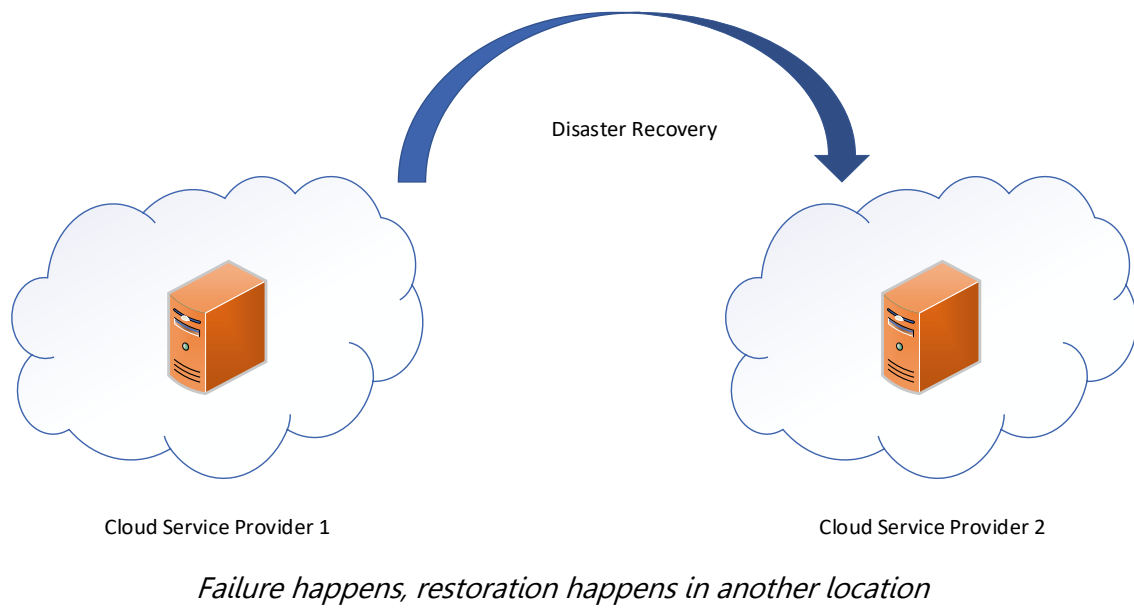 Disaster Recovery
Cloud Service Provider 1
Cloud Service Provider 2
Failure happens, restoration happens in another location